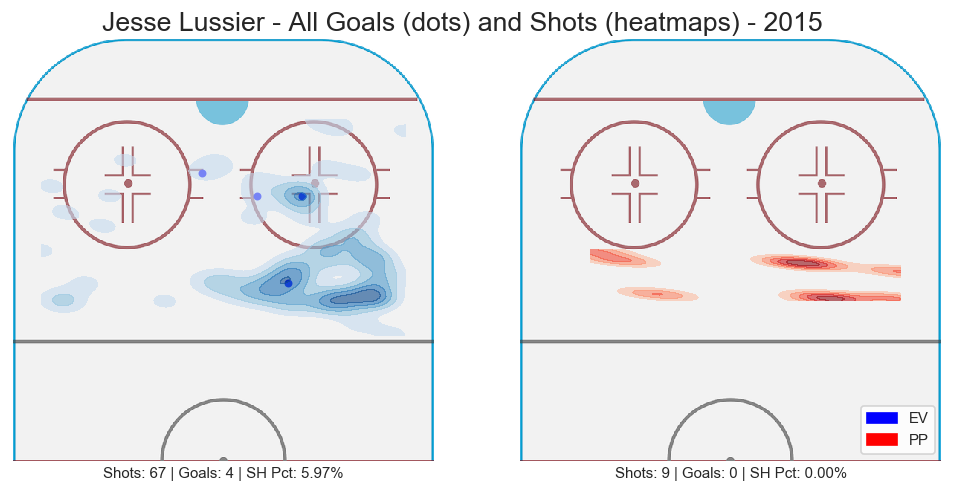 Jesse Lussier - All Goals (dots) and Shots (heatmaps) - 2015
EV
PP
Shots: 67 | Goals: 4 | SH Pct: 5.97%
Shots: 9 | Goals: 0 | SH Pct: 0.00%